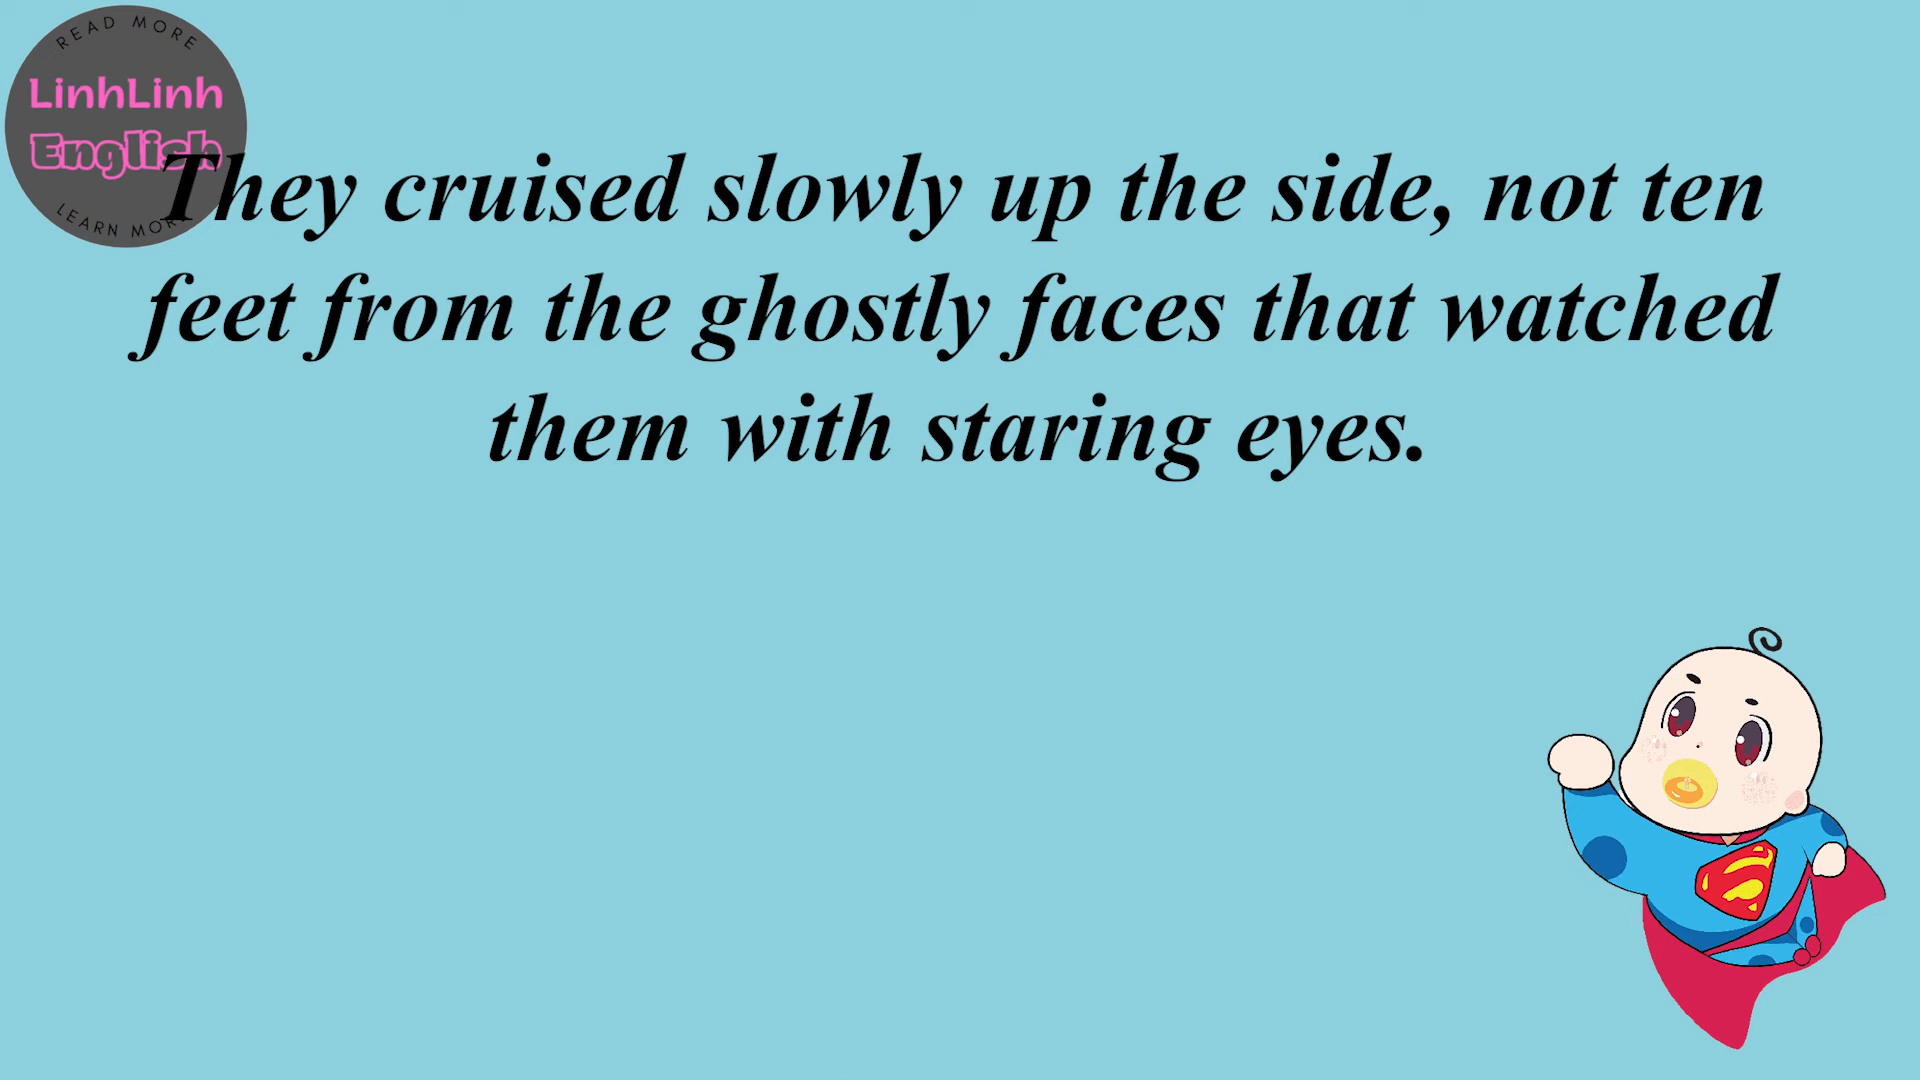 READ MORE
LinhLinh
English
LEARN MORE
They cruised slowly up the side, not ten
feet from the ghostly faces that watched
them with staring eyes.